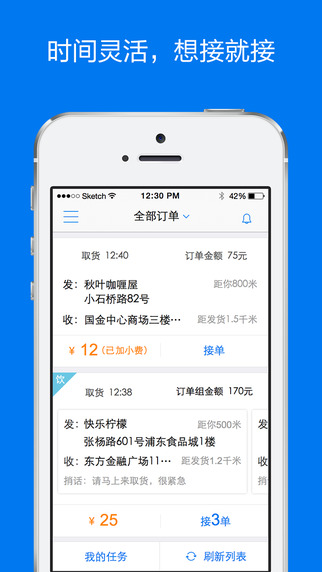 时间灵活，想接就接
Sketch 12:30 PM 42%
全部订单
取货 12:40 订单金额 75元
发：秋叶咖喱屋 距你800米
小石桥路82号
收：国金中心商场三楼••• 距发货1.5千米
¥ 12 (已加小费) 接单
饮
取货 12:38 订单组金额 170元
发：快乐柠檬 距你500米
张杨路601号浦东食品城1楼
收：东方金融广场11••• 距发货1.2千米
捎话：请马上来取货，很紧急
¥ 25 接3单
我的任务 刷新列表